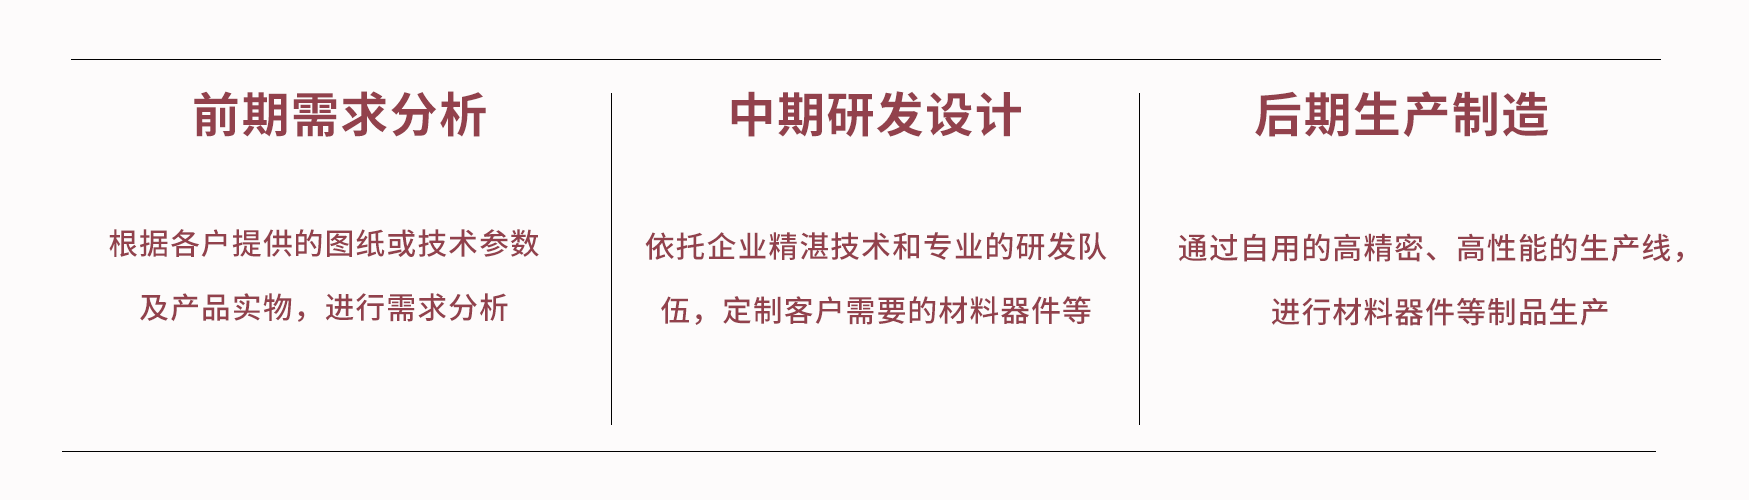 前期需求分析
根据各户提供的图纸或技术参数
及产品实物，进行需求分析
中期研发设计
依托企业精湛技术和专业的研发队
伍，定制客户需要的材料器件等
后期生产制造
通过自用的高精密、高性能的生产线，
进行材料器件等制品生产